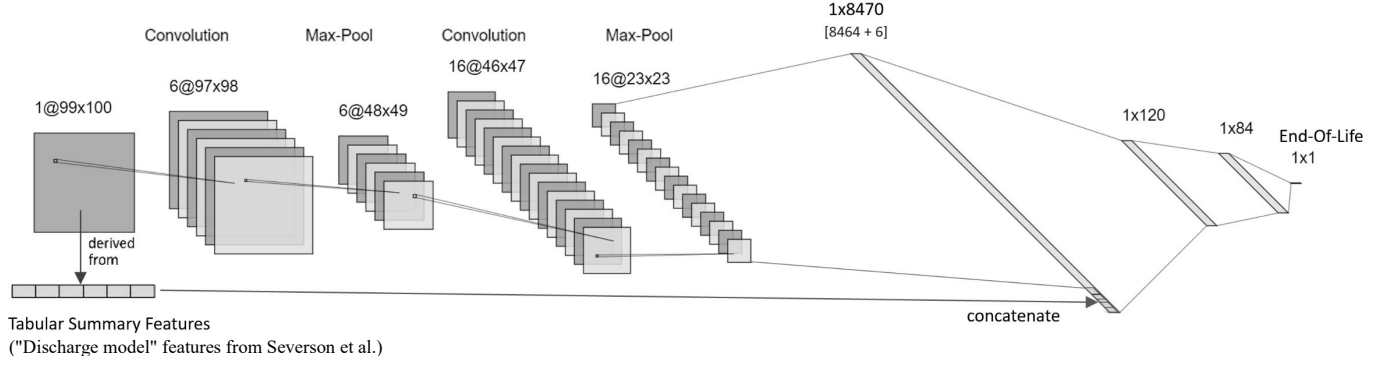 Convolution
Max-Pool
Convolution
Max-Pool
1x8470
[8464 + 6]
1@99x100
6@97x98
6@48x49
16@46x47
16@23x23
1x120
1x84
End-Of-Life
1x1
derived
from
concatenate
Tabular Summary Features
("Discharge model" features from Severson et al.)